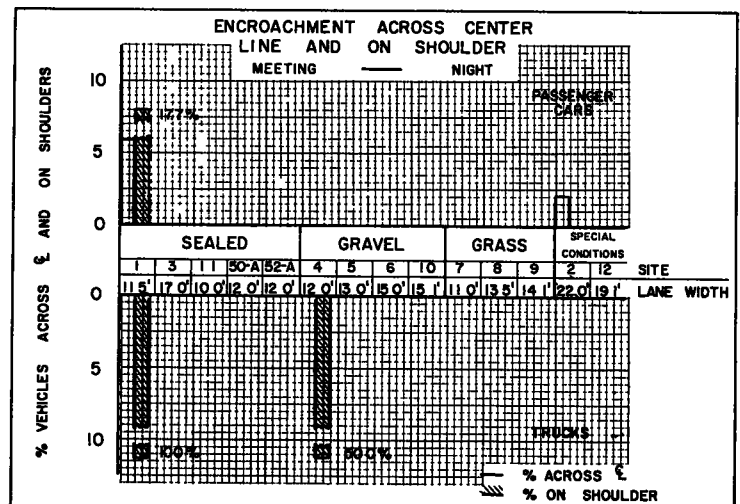 ENCROACHMENT ACROSS CENTER
LINE AND ON SHOULDER
MEETING — NIGHT
% VEHICLES ACROSS ℄ AND ON SHOULDERS
10
5
0
17.7%
PASSENGER
CARS
SEALED GRAVEL GRASS SPECIAL
CONDITIONS
1 3 11 50-A 52-A 4 5 6 10 7 8 9 2 12 SITE
11 5' 17 0' 10 0' 12 0' 12 0' 12 0' 13 0' 15 0' 15 1' 11 0' 13 5' 14 1' 22 0' 19 1' LANE WIDTH
0
5
10
100%
50 0%
TRUCKS
% ACROSS ℄
% ON SHOULDER